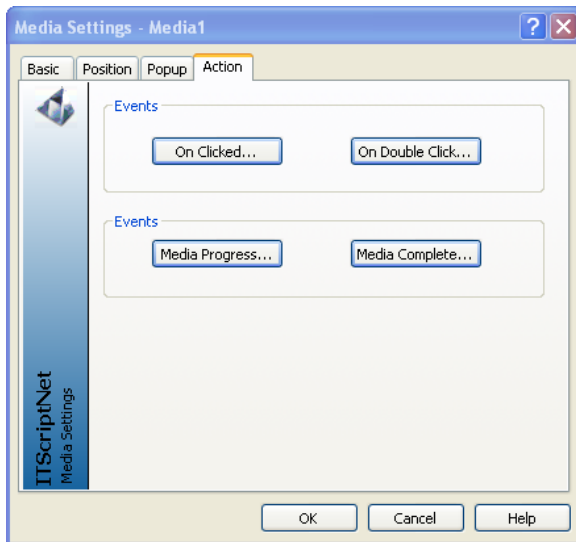 Media Settings - Media1
Basic
Position
Popup
Action
Events
On Clicked...
On Double Click...
Events
Media Progress...
Media Complete...
ITScriptNet
Media Settings
OK
Cancel
Help